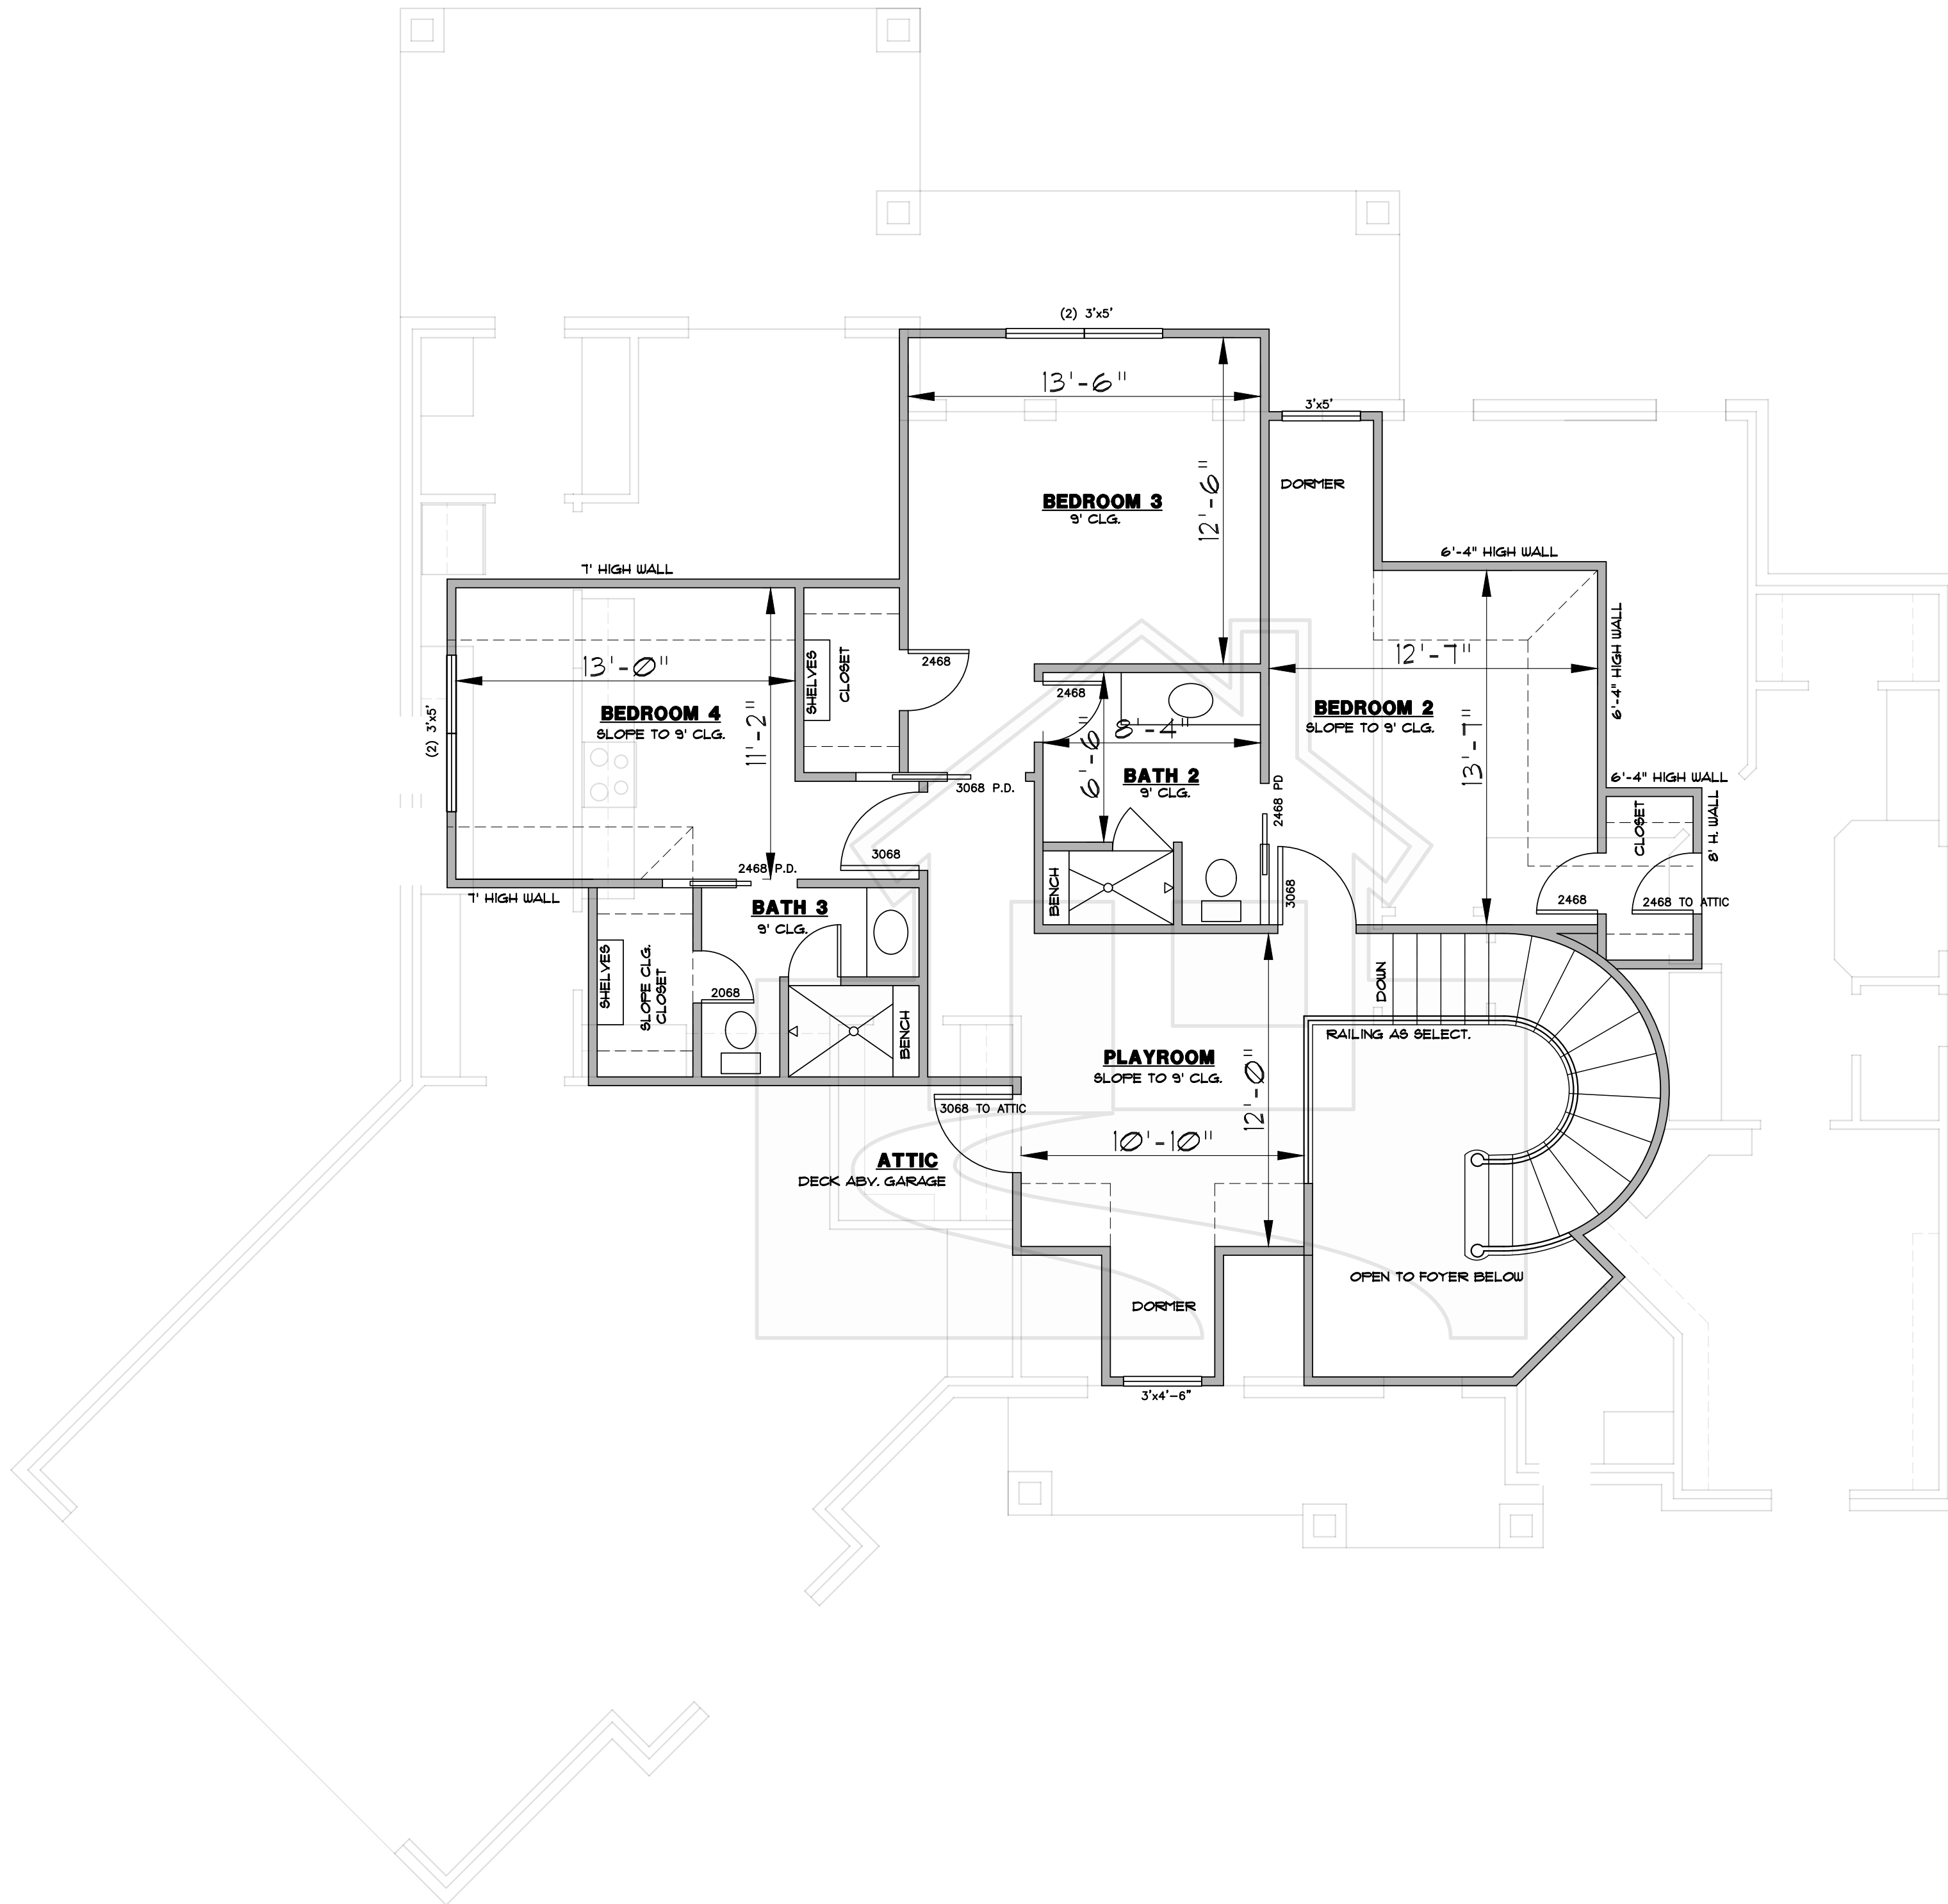 (2) 3'x5'
13'-6"
3'x5'
12'-6"
DORMER
BEDROOM 3
9' CLG.
6'-4" HIGH WALL
7' HIGH WALL
6'-4" HIGH WALL
13'-0"
SHELVES
CLOSET
2468
2468
12'-7"
BEDROOM 4
SLOPE TO 9' CLG.
(2) 3'x5'
11'-2"
6'-6"
8'-4"
BEDROOM 2
SLOPE TO 9' CLG.
13'-7"
BATH 2
9' CLG.
3068 P.D.
2468 PD
6'-4" HIGH WALL
CLOSET
8' H. WALL
3068
2468 P.D.
7' HIGH WALL
BATH 3
9' CLG.
BENCH
3068
2468
2468 TO ATTIC
SHELVES
SLOPE CLG.
CLOSET
2068
BENCH
DOWN
RAILING AS SELECT.
PLAYROOM
SLOPE TO 9' CLG.
12'-0"
3068 TO ATTIC
10'-10"
ATTIC
DECK ABV. GARAGE
OPEN TO FOYER BELOW
DORMER
3'x4'-6"